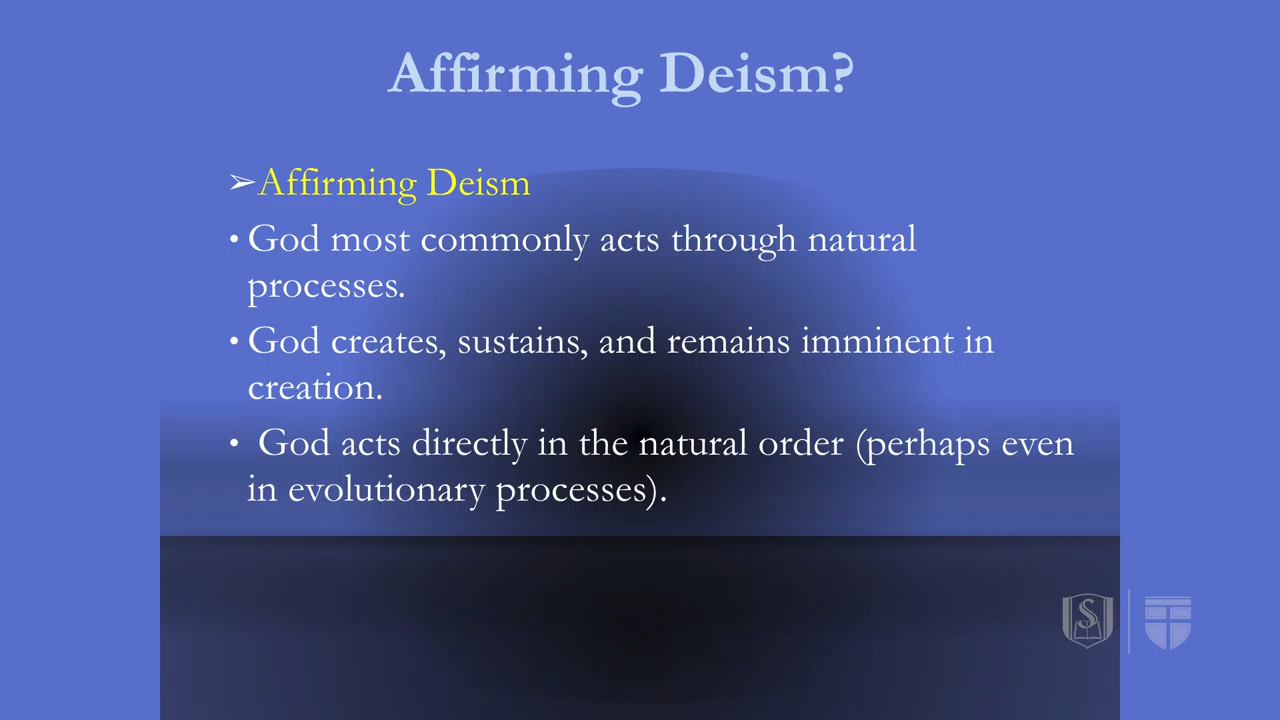 Affirming Deism?
➢Affirming Deism
• God most commonly acts through natural
processes.
• God creates, sustains, and remains imminent in
creation.
• God acts directly in the natural order (perhaps even
in evolutionary processes).
S